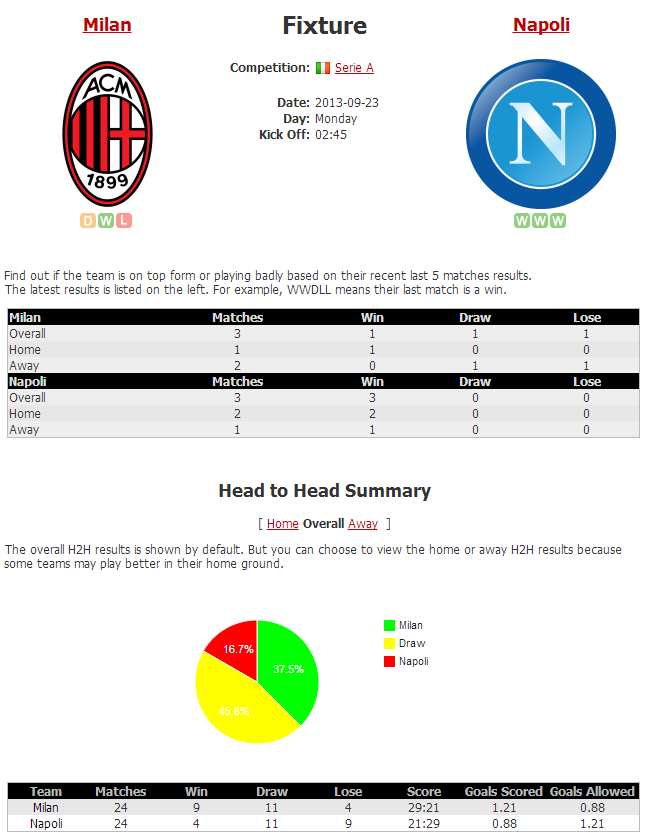 Milan
Fixture
Napoli
Competition: Serie A
Date: 2013-09-23
Day: Monday
Kick Off: 02:45
ACM
1899
N
D W L
W W W
Find out if the team is on top form or playing badly based on their recent last 5 matches results.
The latest results is listed on the left. For example, WWDLL means their last match is a win.
Milan Matches Win Draw Lose
Overall 3 1 1 1
Home 1 1 0 0
Away 2 0 1 1
Napoli Matches Win Draw Lose
Overall 3 3 0 0
Home 2 2 0 0
Away 1 1 0 0
Head to Head Summary
[ Home Overall Away ]
The overall H2H results is shown by default. But you can choose to view the home or away H2H results because
some teams may play better in their home ground.
Milan
Draw
Napoli
16.7%
37.5%
45.8%
Team Matches Win Draw Lose Score Goals Scored Goals Allowed
Milan 24 9 11 4 29:21 1.21 0.88
Napoli 24 4 11 9 21:29 0.88 1.21